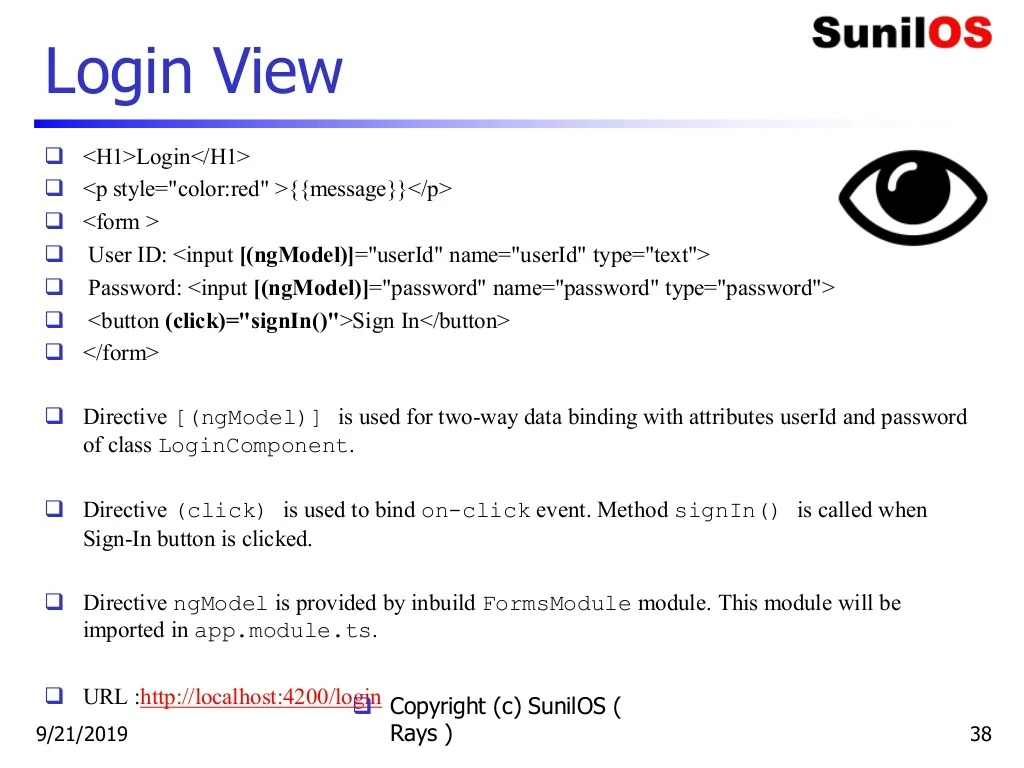 SunilOS
Login View
<H1>Login</H1>
<p style="color:red" >{{message}}</p>
<form >
User ID: <input [(ngModel)]="userId" name="userId" type="text">
Password: <input [(ngModel)]="password" name="password" type="password">
<button (click)="signIn()">Sign In</button>
</form>
Directive [(ngModel)] is used for two-way data binding with attributes userId and password
of class LoginComponent.
Directive (click) is used to bind on-click event. Method signIn() is called when
Sign-In button is clicked.
Directive ngModel is provided by inbuild FormsModule module. This module will be
imported in app.module.ts.
URL :http://localhost:4200/login
Copyright (c) SunilOS (
Rays )
9/21/2019
38